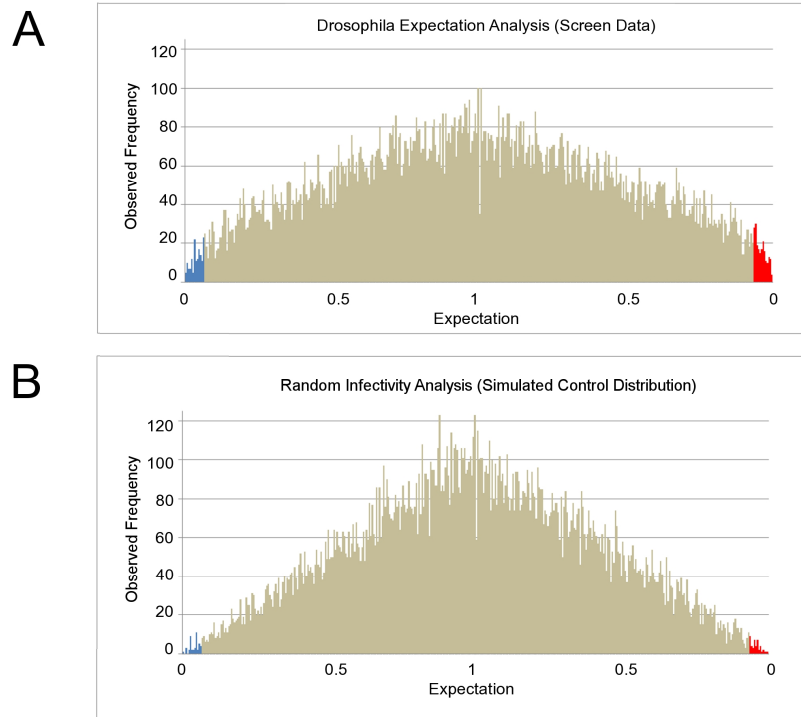 A
Drosophila Expectation Analysis (Screen Data)
120
100
80
60
40
20
0
Observed Frequency
0 0.5 1 0.5 0
Expectation
B
Random Infectivity Analysis (Simulated Control Distribution)
120
100
80
60
40
20
0
Observed Frequency
0 0.5 1 0.5 0
Expectation